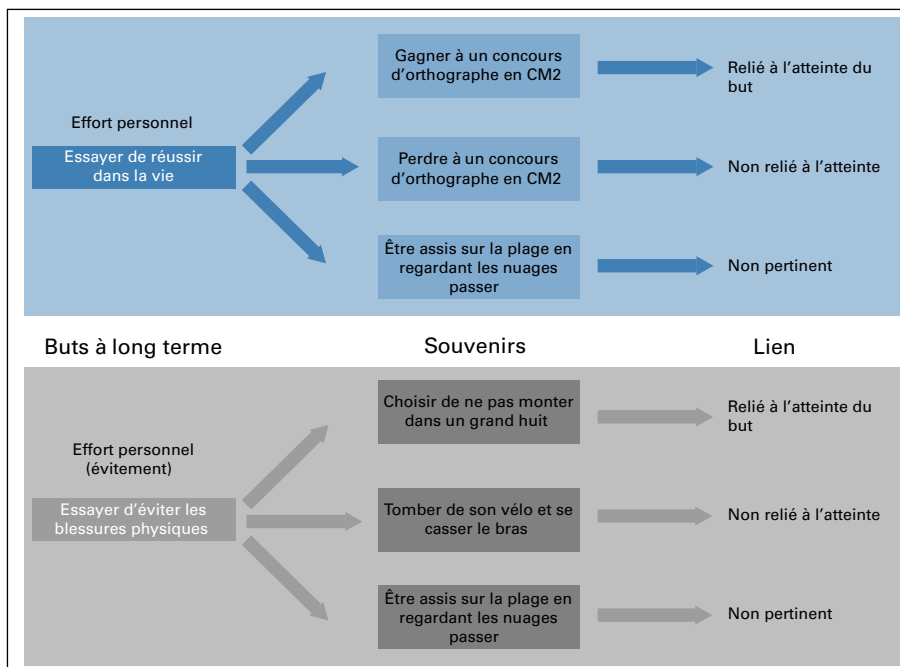 Gagner à un concours
d'orthographe en CM2
Relié à l'atteinte du
but
Effort personnel
Essayer de réussir
dans la vie
Perdre à un concours
d'orthographe en CM2
Non relié à l'atteinte
Être assis sur la plage en
regardant les nuages
passer
Non pertinent
Buts à long terme
Souvenirs
Lien
Choisir de ne pas monter
dans un grand huit
Relié à l'atteinte du
but
Effort personnel
(évitement)
Essayer d'éviter les
blessures physiques
Tomber de son vélo et se
casser le bras
Non relié à l'atteinte
Être assis sur la plage en
regardant les nuages
passer
Non pertinent